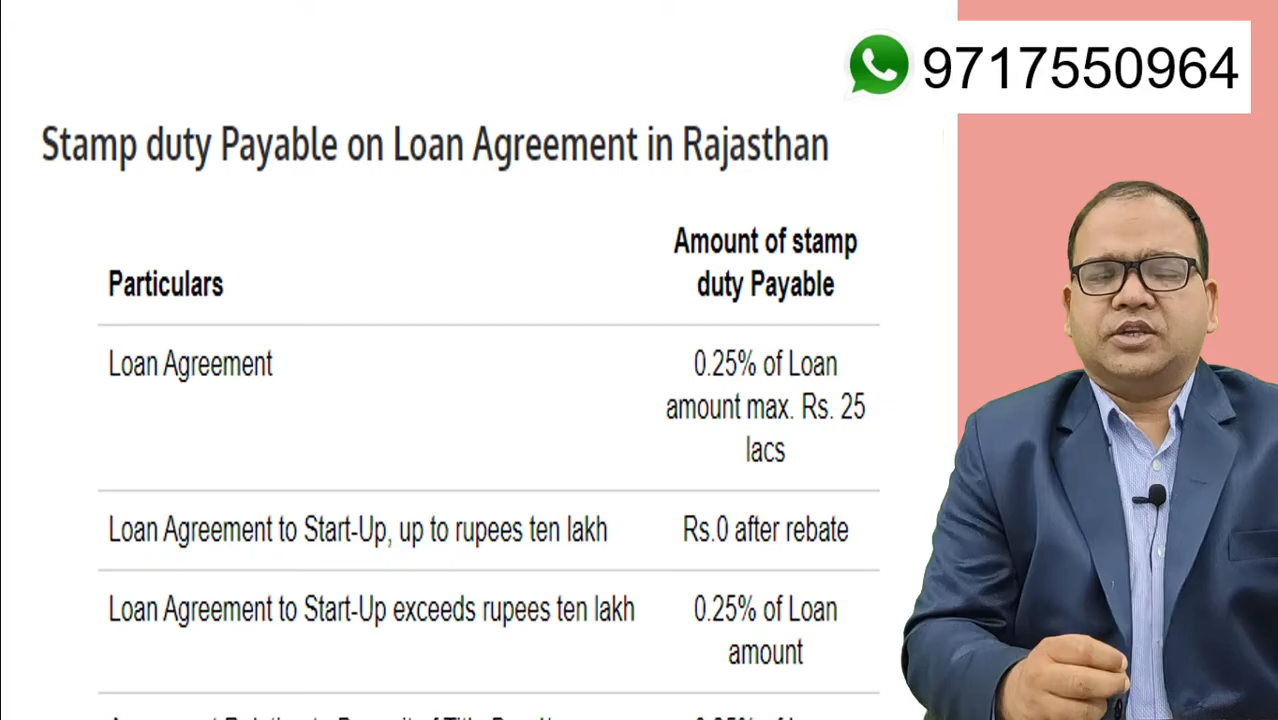 9717550964
Stamp duty Payable on Loan Agreement in Rajasthan
Particulars
Amount of stamp
duty Payable
Loan Agreement
0.25% of Loan
amount max. Rs. 25
lacs
Loan Agreement to Start-Up, up to rupees ten lakh
Rs.0 after rebate
Loan Agreement to Start-Up exceeds rupees ten lakh
0.25% of Loan
amount